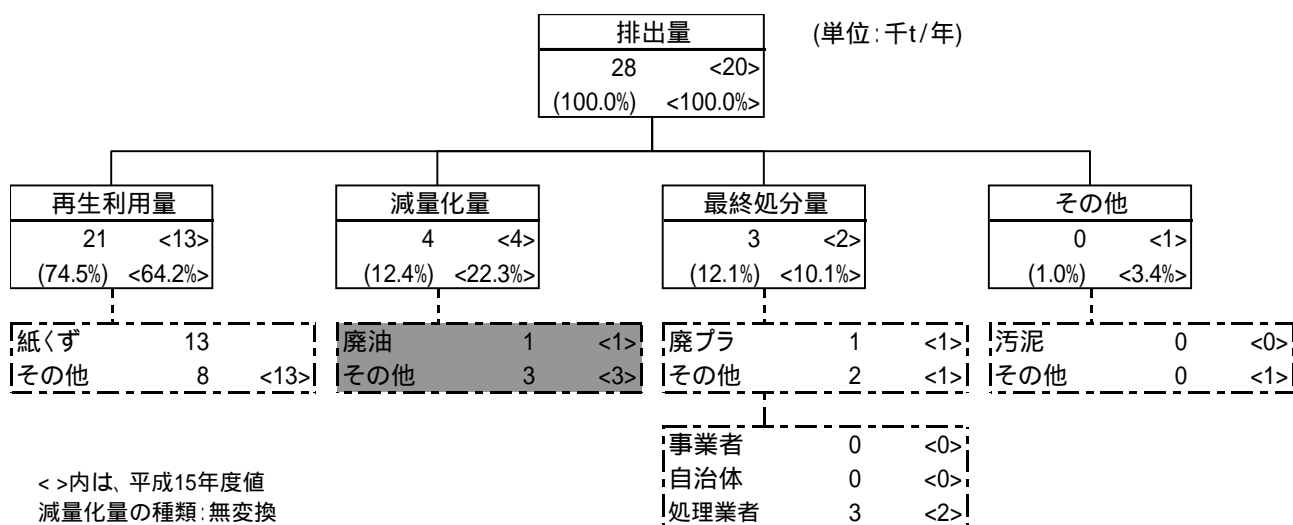 排出量 (単位:千t/年)
28 <20>
(100.0%) <100.0%>
再生利用量 減量化量 最終処分量 その他
21 <13> 4 <4> 3 <2> 0 <1>
(74.5%) <64.2%> (12.4%) <22.3%> (12.1%) <10.1%> (1.0%) <3.4%>
紙くず 13 廃油 1 <1> 廃プラ 1 <1> 汚泥 0 <0>
その他 8 <13> その他 3 <3> その他 2 <1> その他 0 <1>
事業者 0 <0>
自治体 0 <0>
処理業者 3 <2>
< >内は、平成15年度値
減量化量の種類:無変換